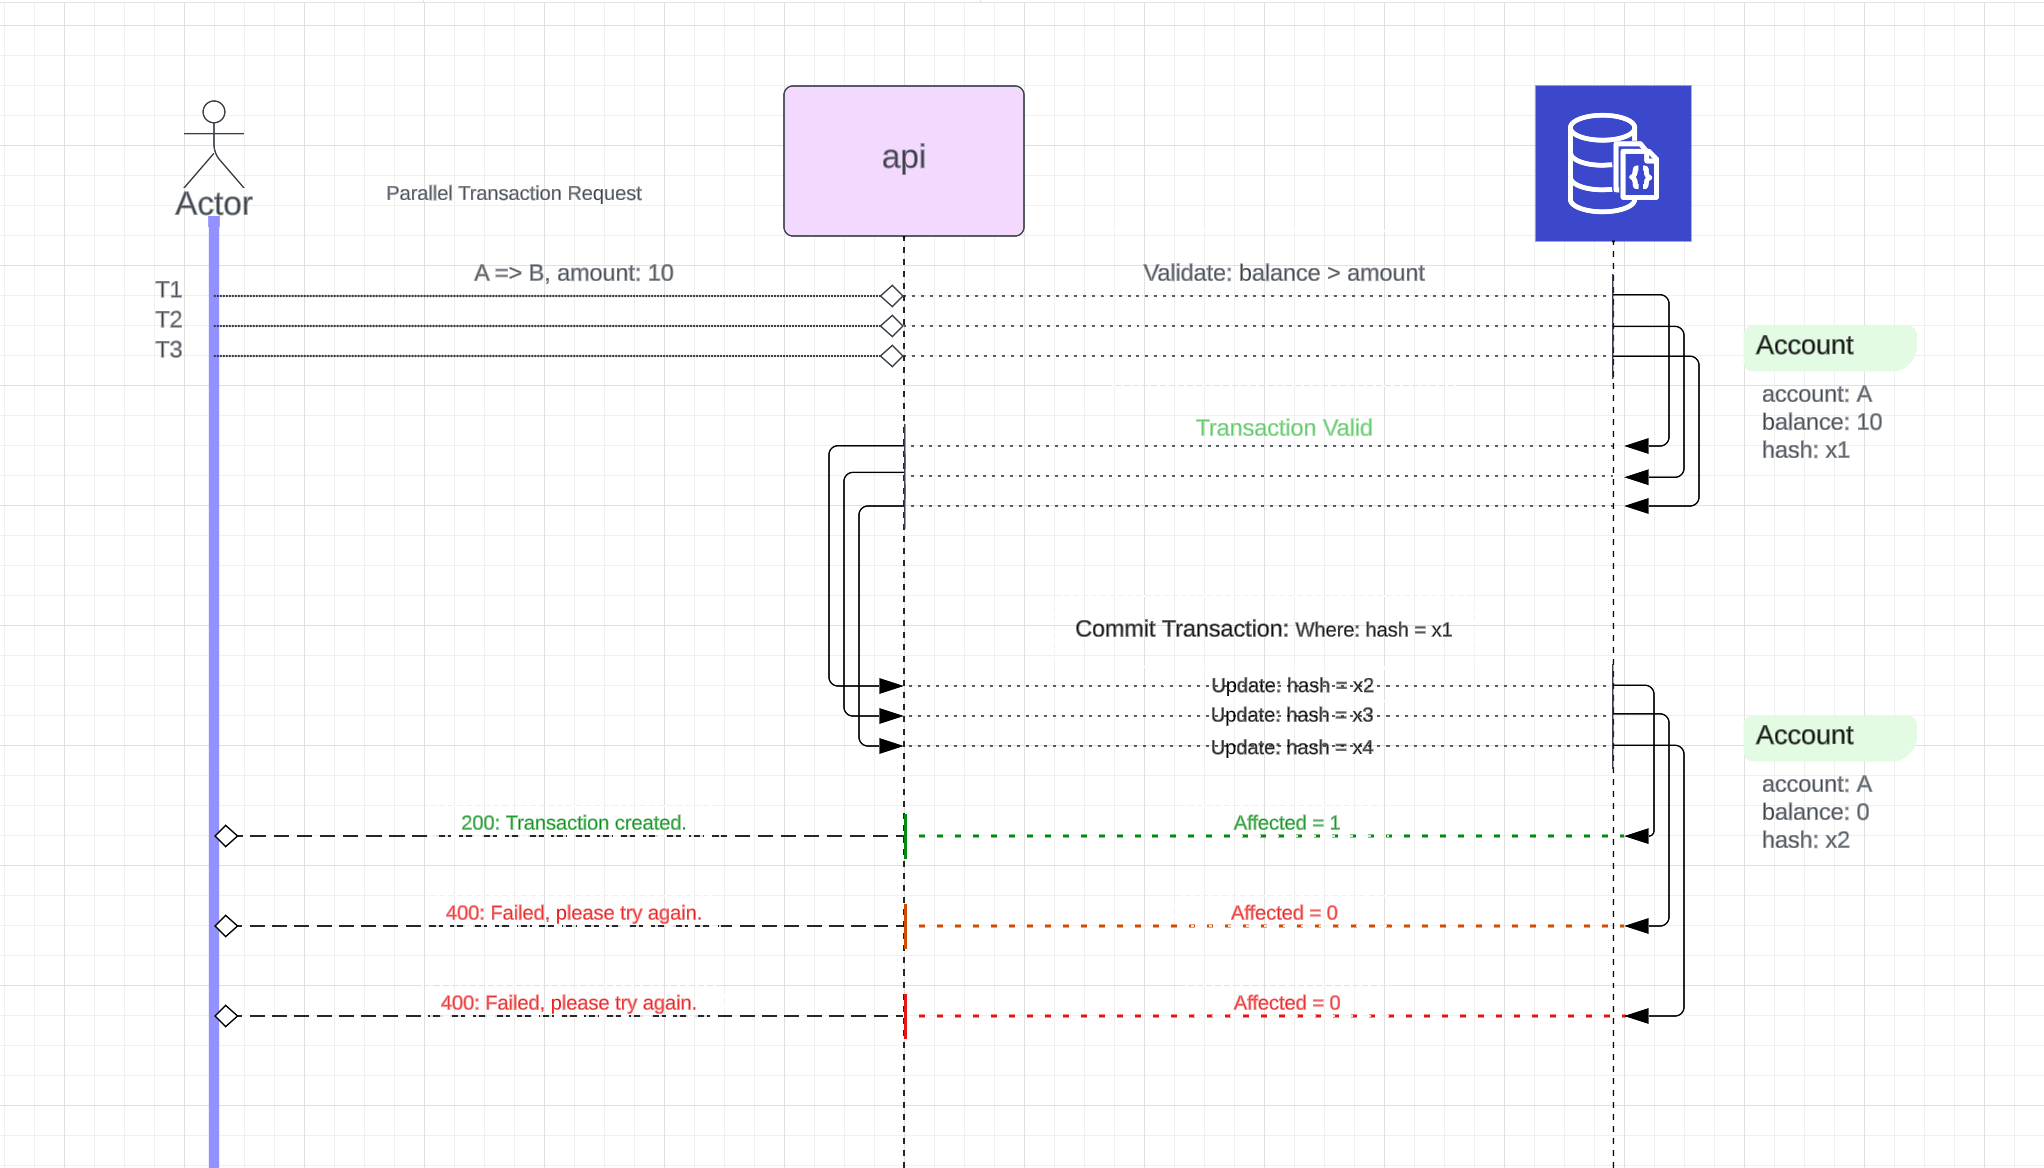 Actor
Parallel Transaction Request
api
{}
A => B, amount: 10
Validate: balance > amount
T1
T2
T3
Account
account: A
balance: 10
hash: x1
Transaction Valid
Commit Transaction: Where: hash = x1
Update: hash = x2
Update: hash = x3
Update: hash = x4
Account
account: A
balance: 0
hash: x2
200: Transaction created.
Affected = 1
400: Failed, please try again.
Affected = 0
400: Failed, please try again.
Affected = 0